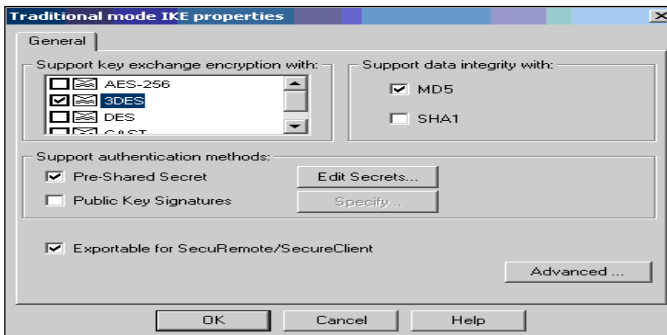 Traditional mode IKE properties
General
Support key exchange encryption with:
AES-256
3DES
DES
CAST
Support data integrity with:
MD5
SHA1
Support authentication methods:
Pre-Shared Secret
Edit Secrets...
Public Key Signatures
Specify...
Exportable for SecuRemote/SecureClient
Advanced ...
OK
Cancel
Help